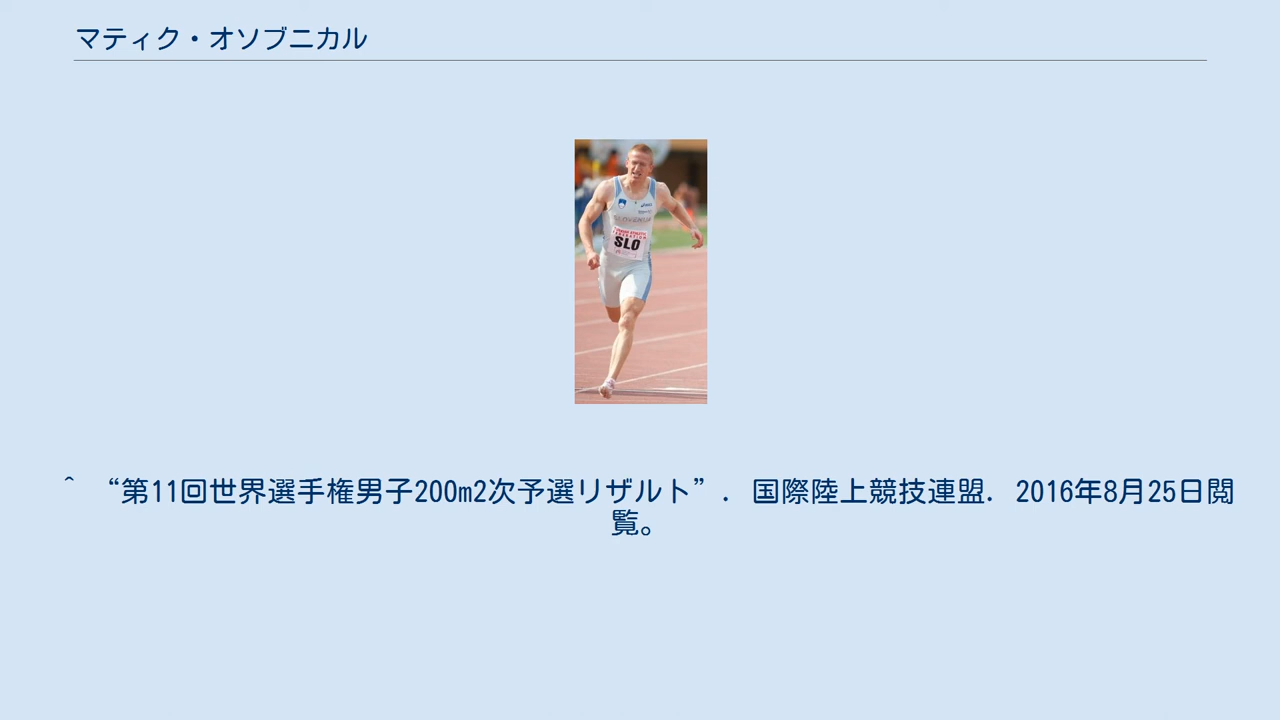 マティク・オソブニカル
SLOVENIA
SLO
^ “第11回世界選手権男子200m2次予選リザルト”. 国際陸上競技連盟. 2016年8月25日閲
覧。